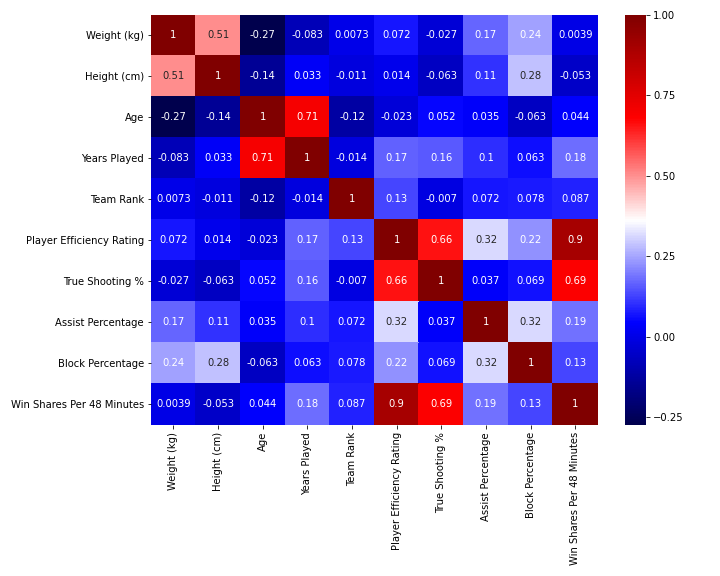 Weight (kg) 1 0.51 -0.27 -0.083 0.0073 0.072 -0.027 0.17 0.24 0.0039
Height (cm) 0.51 1 -0.14 0.033 -0.011 0.014 -0.063 0.11 0.28 -0.053
Age -0.27 -0.14 1 0.71 -0.12 -0.023 0.052 0.035 -0.063 0.044
Years Played -0.083 0.033 0.71 1 -0.014 0.17 0.16 0.1 0.063 0.18
Team Rank 0.0073 -0.011 -0.12 -0.014 1 0.13 -0.007 0.072 0.078 0.087
Player Efficiency Rating 0.072 0.014 -0.023 0.17 0.13 1 0.66 0.32 0.22 0.9
True Shooting % -0.027 -0.063 0.052 0.16 -0.007 0.66 1 0.037 0.069 0.69
Assist Percentage 0.17 0.11 0.035 0.1 0.072 0.32 0.037 1 0.32 0.19
Block Percentage 0.24 0.28 -0.063 0.063 0.078 0.22 0.069 0.32 1 0.13
Win Shares Per 48 Minutes 0.0039 -0.053 0.044 0.18 0.087 0.9 0.69 0.19 0.13 1
Weight (kg)
Height (cm)
Age
Years Played
Team Rank
Player Efficiency Rating
True Shooting %
Assist Percentage
Block Percentage
Win Shares Per 48 Minutes
1.00
0.75
0.50
0.25
0.00
−0.25